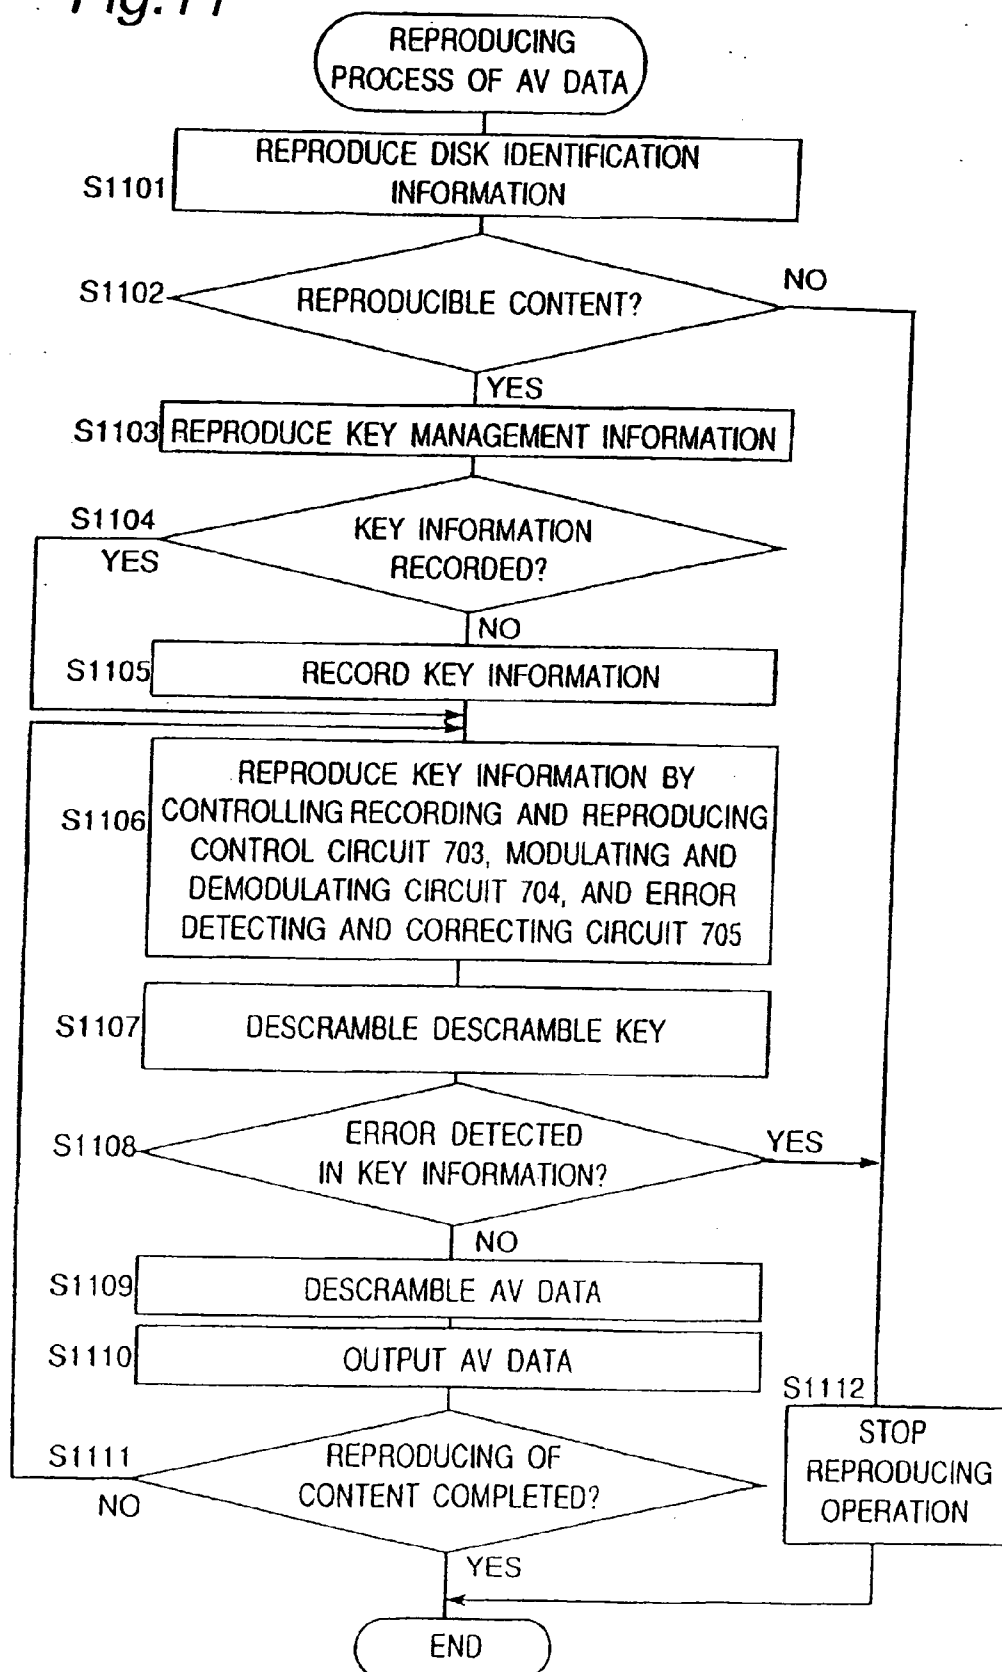 Fig. 11
REPRODUCING
PROCESS OF AV DATA
REPRODUCE DISK IDENTIFICATION
INFORMATION
S1101
S1102
REPRODUCIBLE CONTENT?
NO
YES
S1103
REPRODUCE KEY MANAGEMENT INFORMATION
S1104
YES
KEY INFORMATION
RECORDED?
NO
S1105
RECORD KEY INFORMATION
S1106
REPRODUCE KEY INFORMATION BY
CONTROLLING RECORDING AND REPRODUCING
CONTROL CIRCUIT 703, MODULATING AND
DEMODULATING CIRCUIT 704, AND ERROR
DETECTING AND CORRECTING CIRCUIT 705
S1107
DESCRAMBLE DESCRAMBLE KEY
S1108
ERROR DETECTED
IN KEY INFORMATION?
YES
NO
S1109
DESCRAMBLE AV DATA
S1110
OUTPUT AV DATA
S1111
NO
REPRODUCING OF
CONTENT COMPLETED?
YES
S1112
STOP
REPRODUCING
OPERATION
END